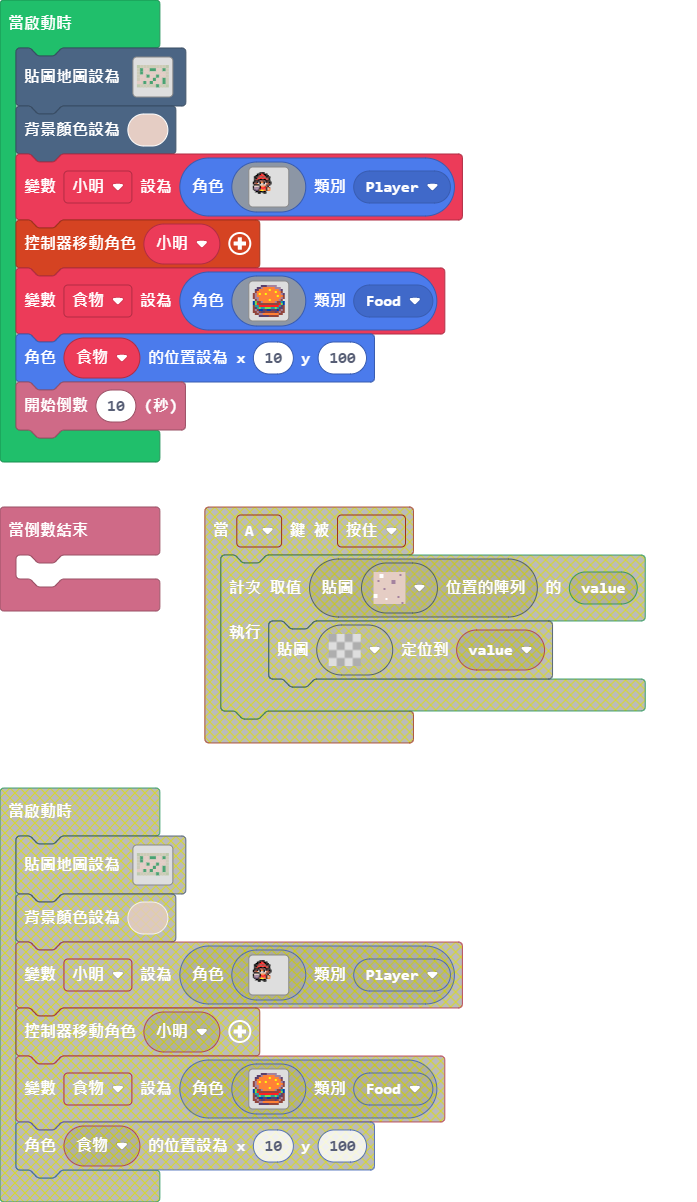 當啟動時
貼圖地圖設為
背景顏色設為
變數 小明 設為 角色 類別 Player
控制器移動角色 小明
變數 食物 設為 角色 類別 Food
角色 食物 的位置設為 x 10 y 100
開始倒數 10 (秒)
當倒數結束
當 A 鍵 被 按住
計次 取值 貼圖 位置的陣列 的 value
執行
貼圖 定位到 value
當啟動時
貼圖地圖設為
背景顏色設為
變數 小明 設為 角色 類別 Player
控制器移動角色 小明
變數 食物 設為 角色 類別 Food
角色 食物 的位置設為 x 10 y 100